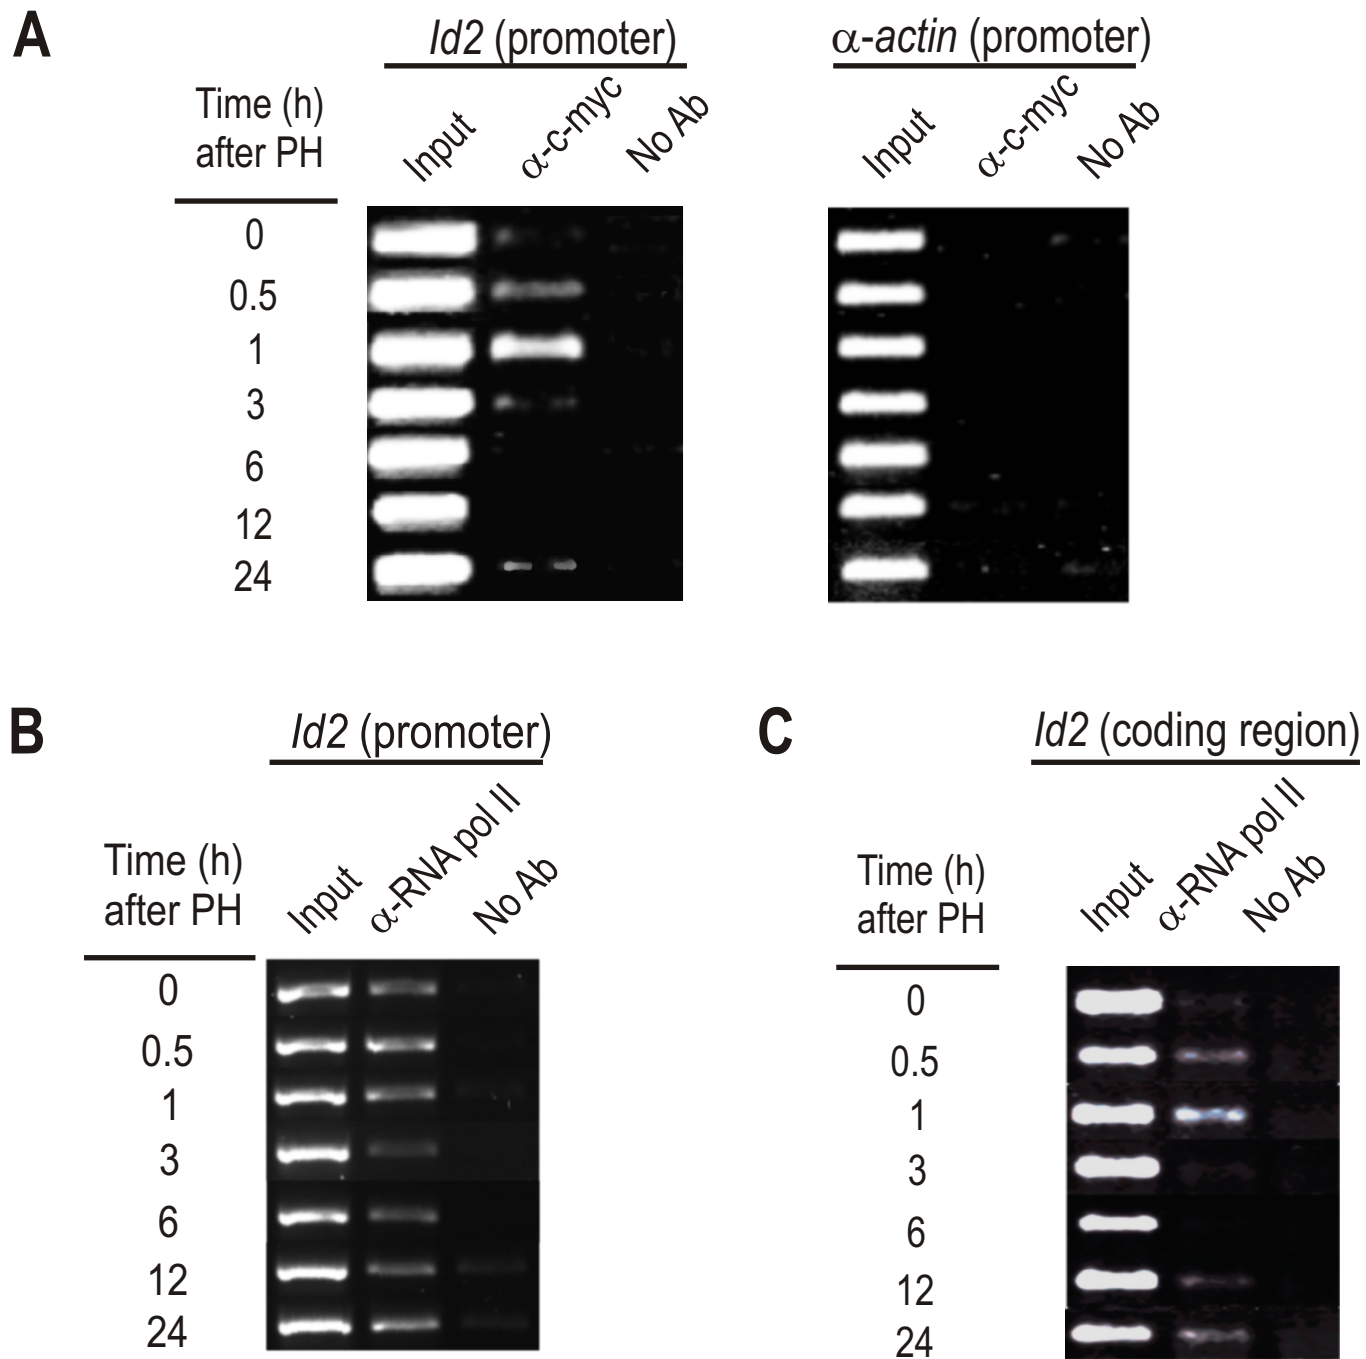 A
Id2 (promoter)
α-actin (promoter)
Time (h)
after PH
Input
α-c-myc
No Ab
Input
α-c-myc
No Ab
0
0.5
1
3
6
12
24
B
Id2 (promoter)
Time (h)
after PH
Input
α-RNA pol II
No Ab
0
0.5
1
3
6
12
24
C
Id2 (coding region)
Time (h)
after PH
Input
α-RNA pol II
No Ab
0
0.5
1
3
6
12
24